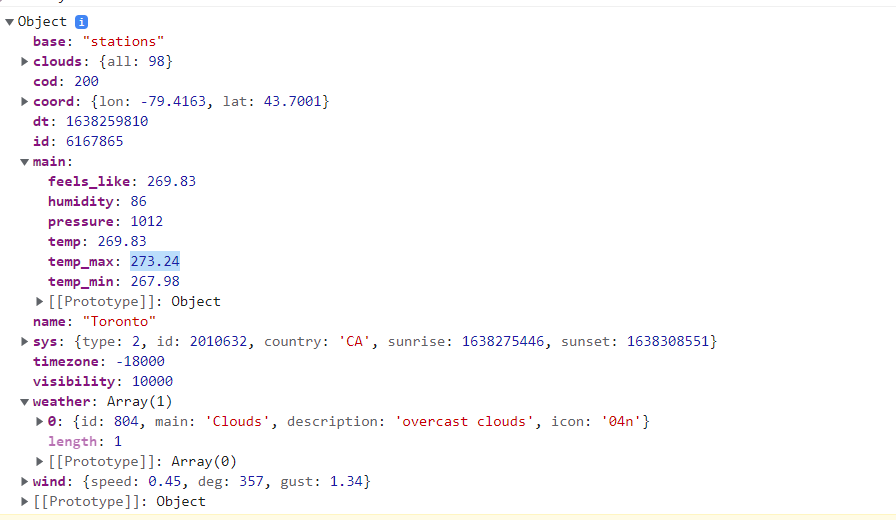 Object i
base: "stations"
clouds: {all: 98}
cod: 200
coord: {lon: -79.4163, lat: 43.7001}
dt: 1638259810
id: 6167865
main:
feels_like: 269.83
humidity: 86
pressure: 1012
temp: 269.83
temp_max: 273.24
temp_min: 267.98
[[Prototype]]: Object
name: "Toronto"
sys: {type: 2, id: 2010632, country: 'CA', sunrise: 1638275446, sunset: 1638308551}
timezone: -18000
visibility: 10000
weather: Array(1)
0: {id: 804, main: 'Clouds', description: 'overcast clouds', icon: '04n'}
length: 1
[[Prototype]]: Array(0)
wind: {speed: 0.45, deg: 357, gust: 1.34}
[[Prototype]]: Object